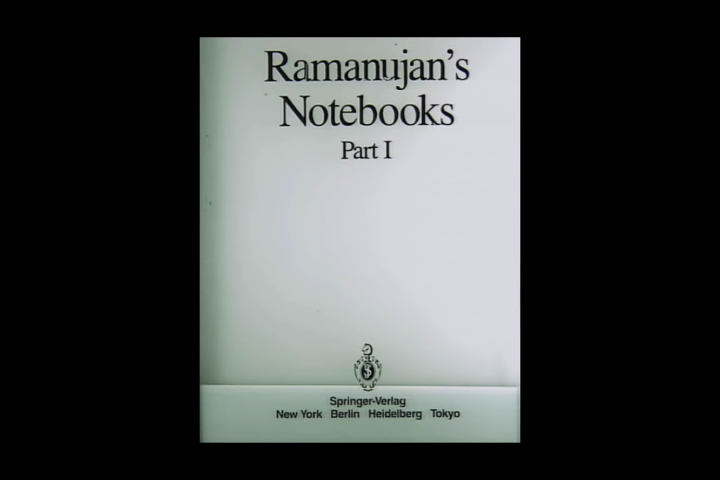 Ramanujan's
Notebooks
Part I
Springer-Verlag
New York Berlin Heidelberg Tokyo